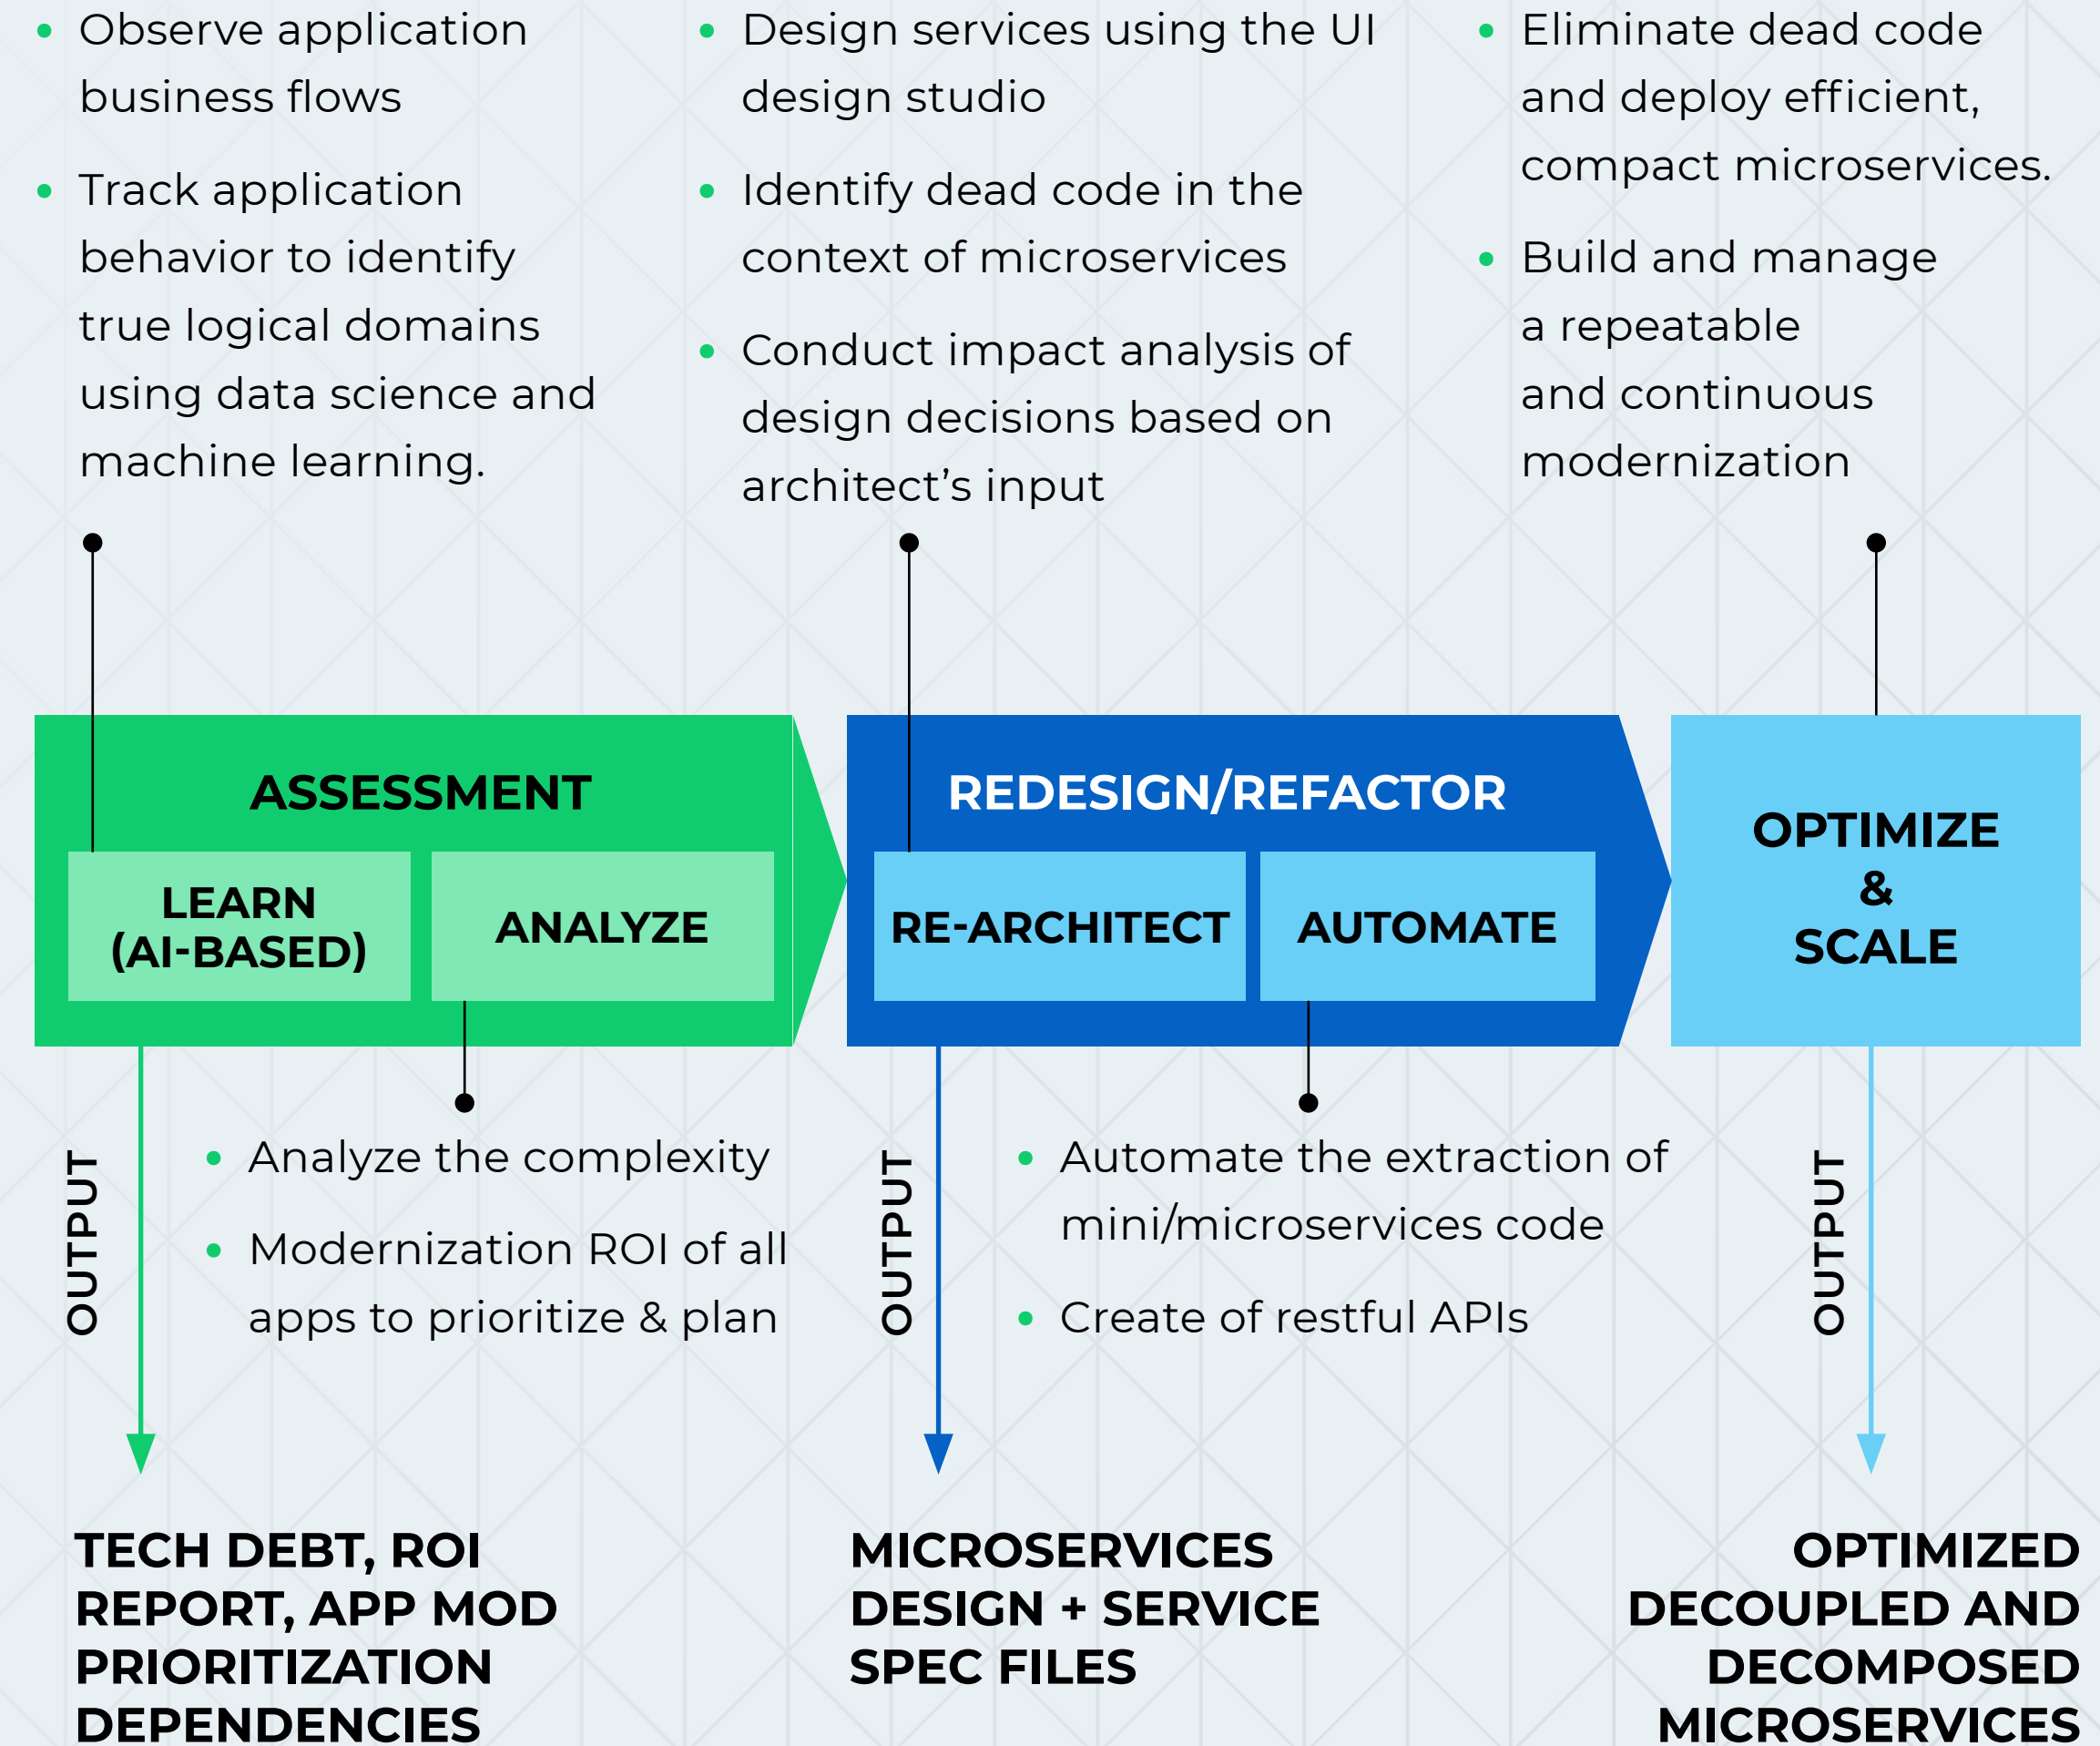 • Observe application
business flows
• Track application
behavior to identify
true logical domains
using data science and
machine learning.
• Design services using the UI
design studio
• Identify dead code in the
context of microservices
• Conduct impact analysis of
design decisions based on
architect’s input
• Eliminate dead code
and deploy efficient,
compact microservices.
• Build and manage
a repeatable
and continuous
modernization
ASSESSMENT
LEARN
(AI-BASED)
ANALYZE
REDESIGN/REFACTOR
RE-ARCHITECT
AUTOMATE
OPTIMIZE
&
SCALE
OUTPUT
• Analyze the complexity
• Modernization ROI of all
apps to prioritize & plan
OUTPUT
• Automate the extraction of
mini/microservices code
• Create of restful APIs
OUTPUT
TECH DEBT, ROI
REPORT, APP MOD
PRIORITIZATION
DEPENDENCIES
MICROSERVICES
DESIGN + SERVICE
SPEC FILES
OPTIMIZED
DECOUPLED AND
DECOMPOSED
MICROSERVICES